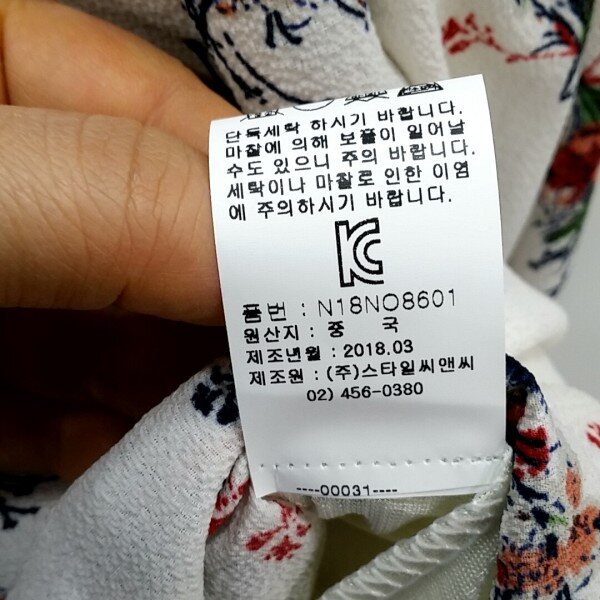 단독세탁 하시기 바랍니다.
마찰에 의해 보풀이 일어날
수도 있으니 주의 바랍니다.
세탁이나 마찰로 인한 이염
에 주의하시기 바랍니다.
품번 : N18NO8601
원산지 : 중 국
제조년월 : 2018.03
제조원 : (주)스타일씨앤씨
02) 456-0380
----00031----